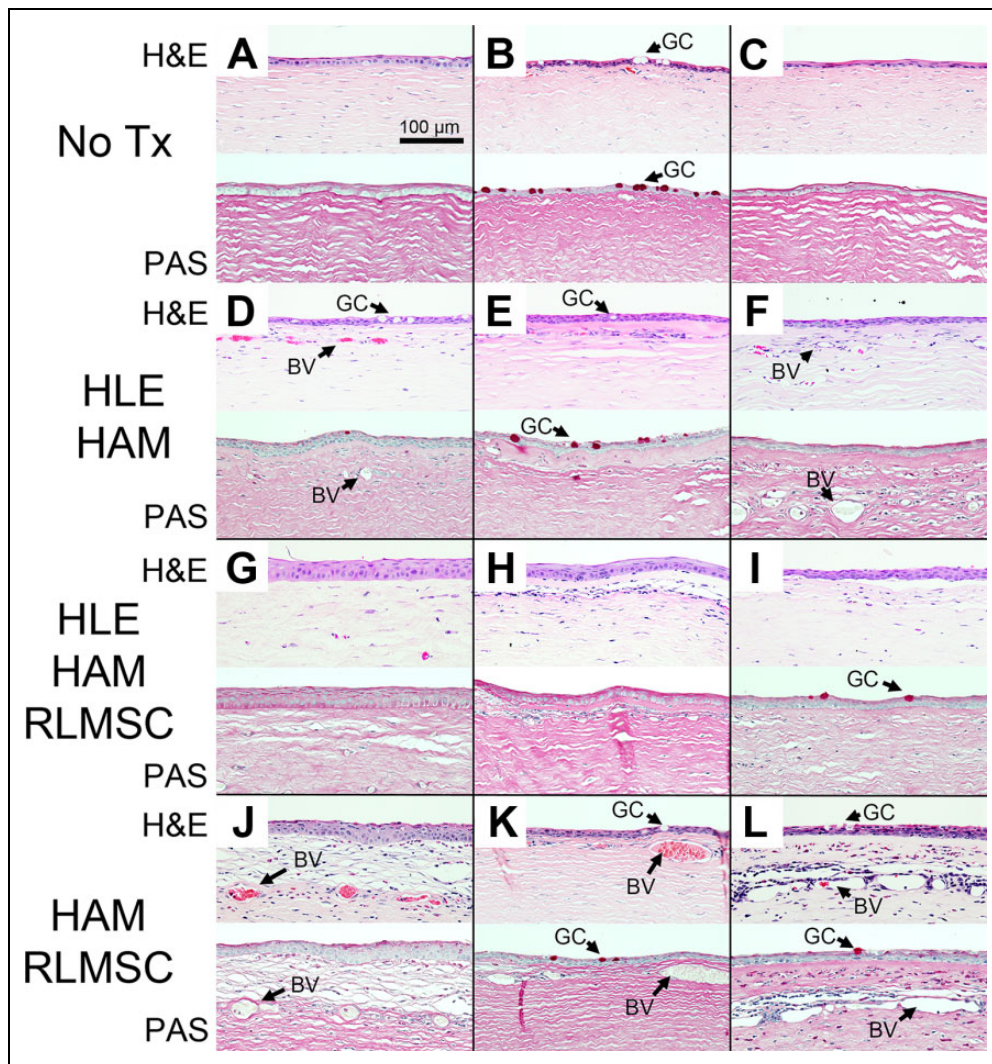 H&E
A
B
GC
C
100 µm
No Tx
GC
PAS
H&E
D
GC
BV
E
GC
F
BV
HLE
HAM
GC
BV
BV
PAS
H&E
G
H
I
HLE
HAM
RLMSC
GC
PAS
H&E
J
BV
K
GC
BV
L
GC
BV
HAM
RLMSC
BV
GC
BV
GC
BV
PAS